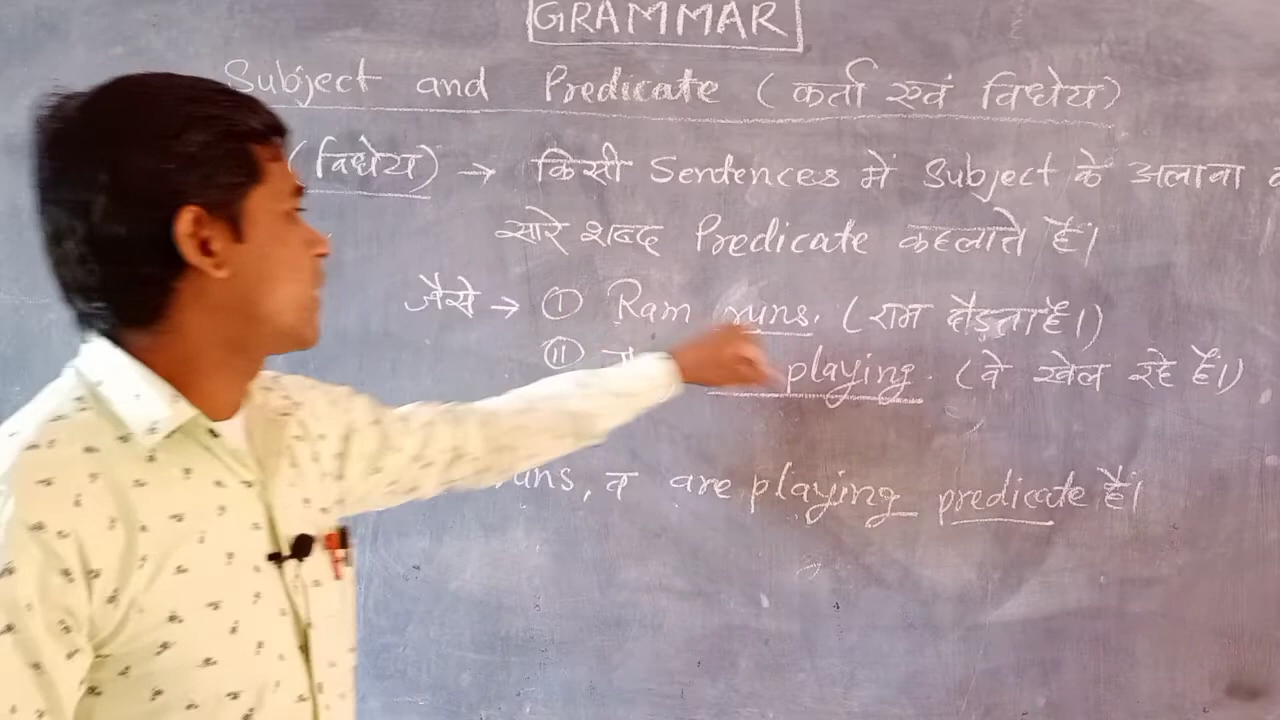 GRAMMAR
Subject and Predicate (कर्ता एवं विधेय)
(विधेय) → किसी Sentences में Subject के अलावा
सारे शब्द Predicate कहलाते हैं।
जैसे → (I) Ram runs. (राम दौड़ता है।)
(II) playing. (वे खेल रहे हैं।)
runs, व are playing predicate है।